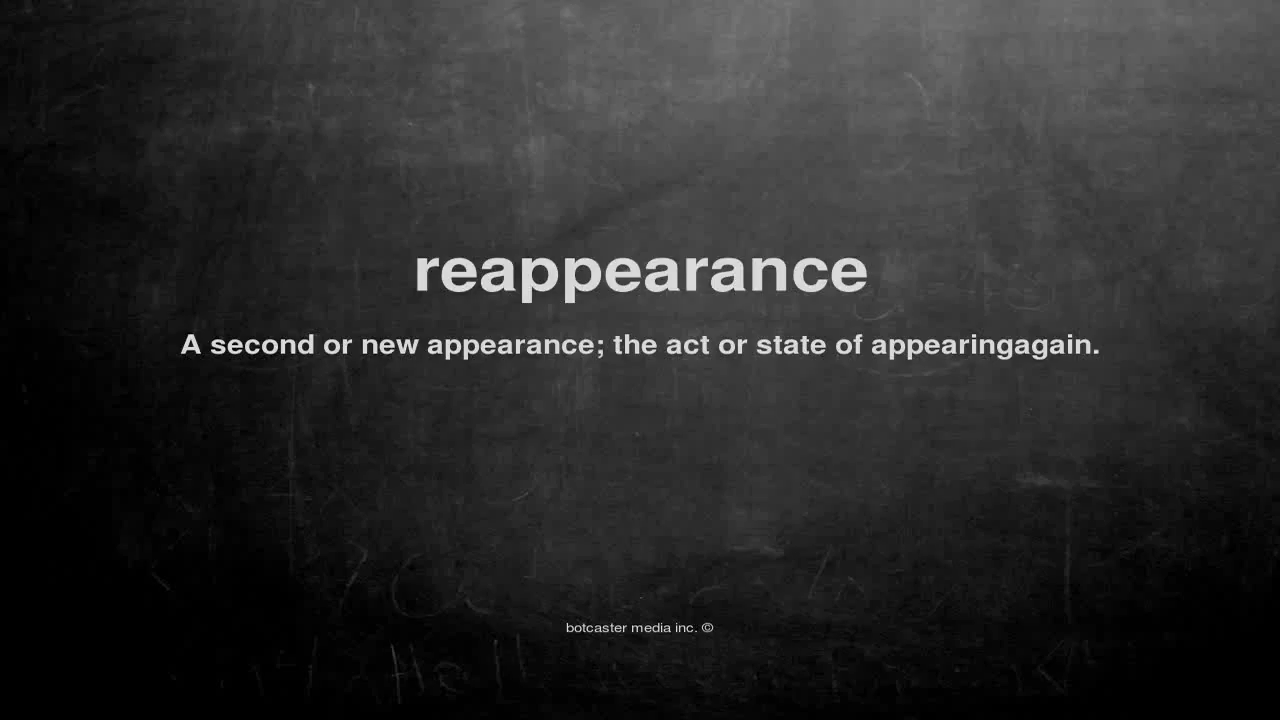 reappearance
A second or new appearance; the act or state of appearingagain.
botcaster media inc. ©